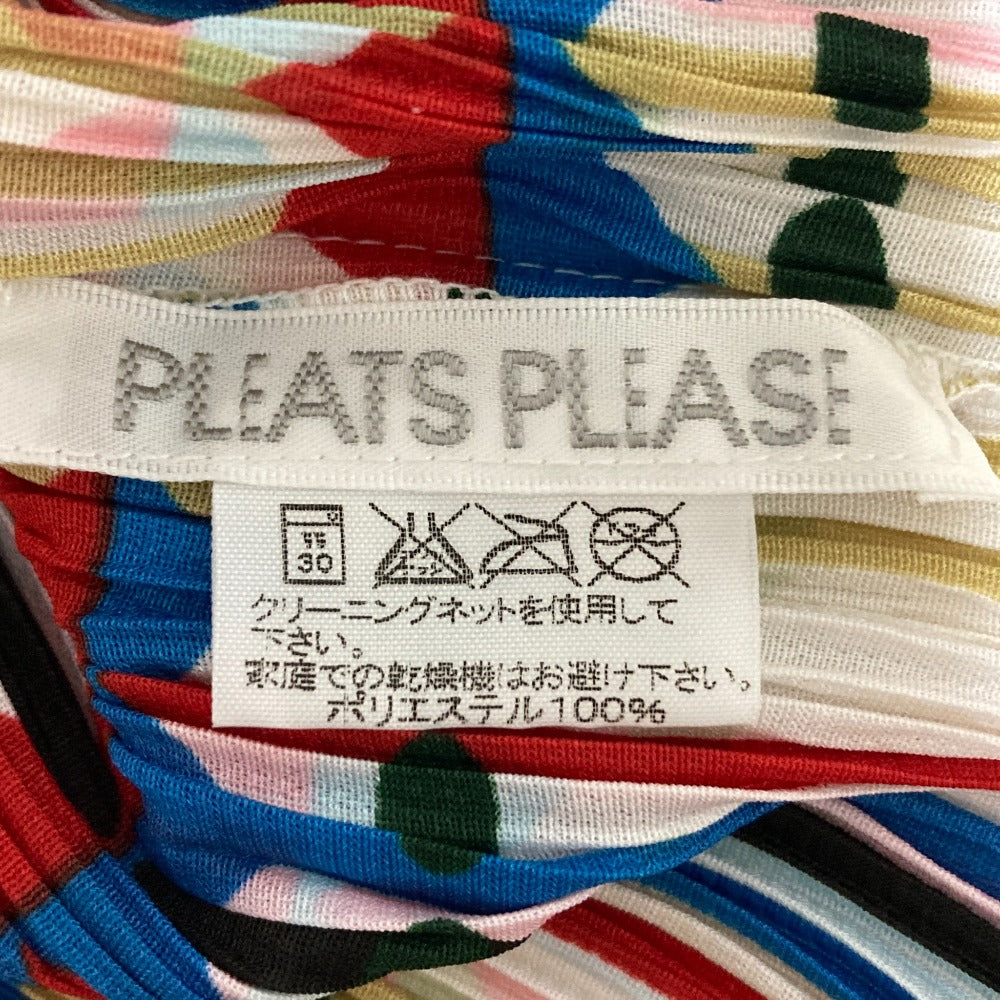 PLEATS PLEASE
弱
30
クリーニングネットを使用して
下さい。
家庭での乾燥機はお避け下さい。
ポリエステル100%